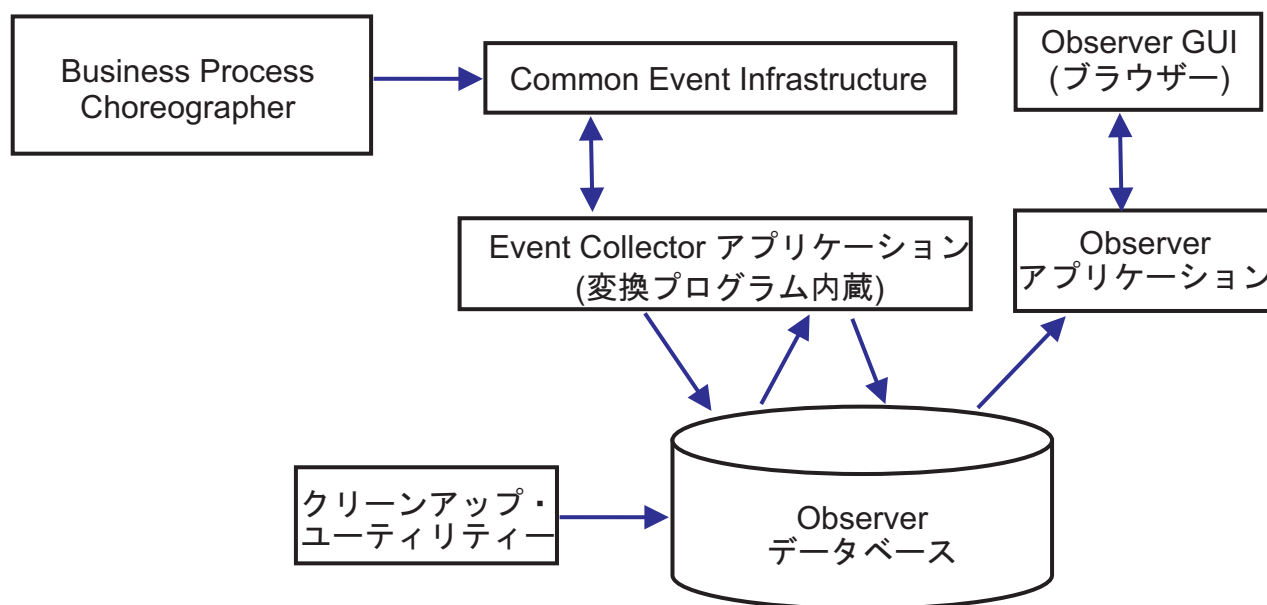 Business Process
Choreographer
Common Event Infrastructure
Observer GUI
(ブラウザー)
Event Collector アプリケーション
(変換プログラム内蔵)
Observer
アプリケーション
クリーンアップ・
ユーティリティー
Observer
データベース